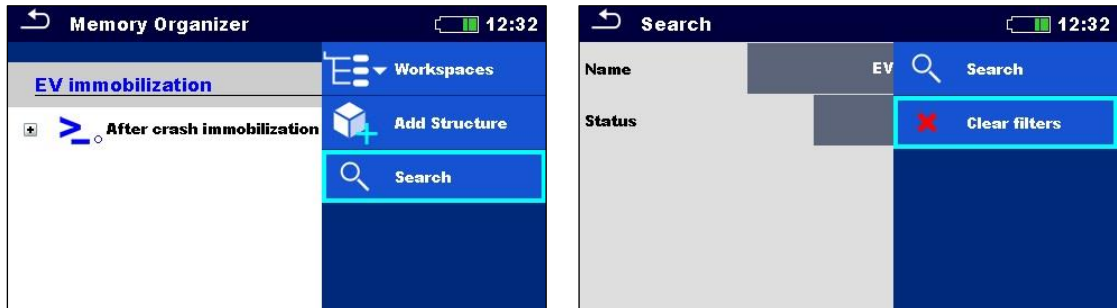 Memory Organizer 12:32
EV immobilization
After crash immobilization
Workspaces
Add Structure
Search
Search 12:32
Name EV
Status
Search
Clear filters